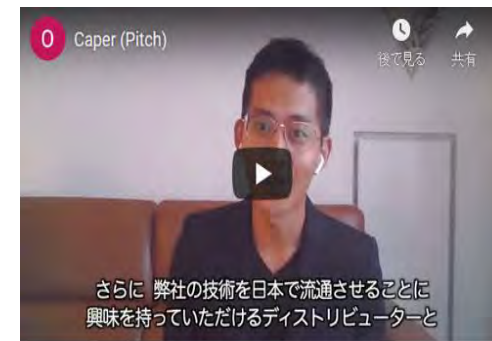 O
Caper (Pitch)
後で見る
共有
さらに 弊社の技術を日本で流通させることに
興味を持っていただけるディストリビューターと